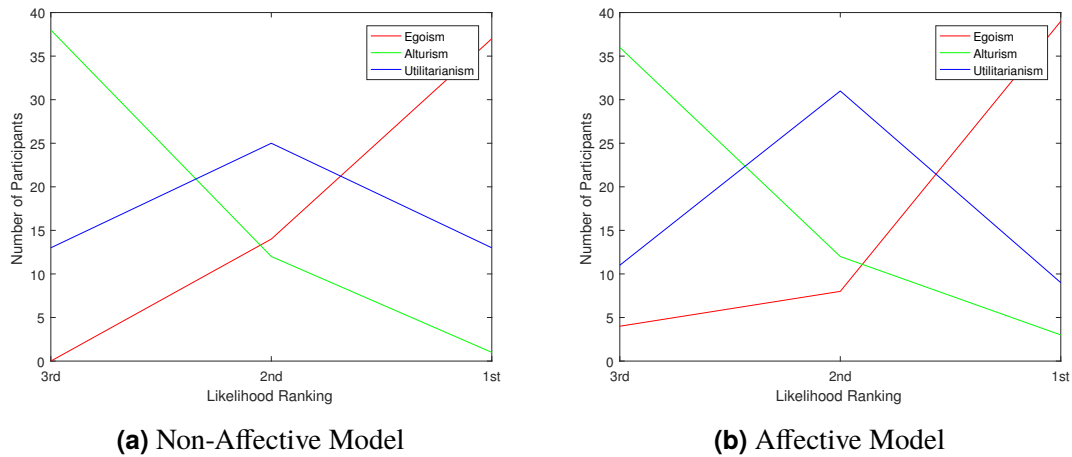 40
35
30
25
20
15
10
5
0
Number of Participants
3rd
2nd
1st
Likelihood Ranking
Egoism
Alturism
Utilitarianism
(a) Non-Affective Model
40
35
30
25
20
15
10
5
0
Number of Participants
3rd
2nd
1st
Likelihood Ranking
Egoism
Alturism
Utilitarianism
(b) Affective Model